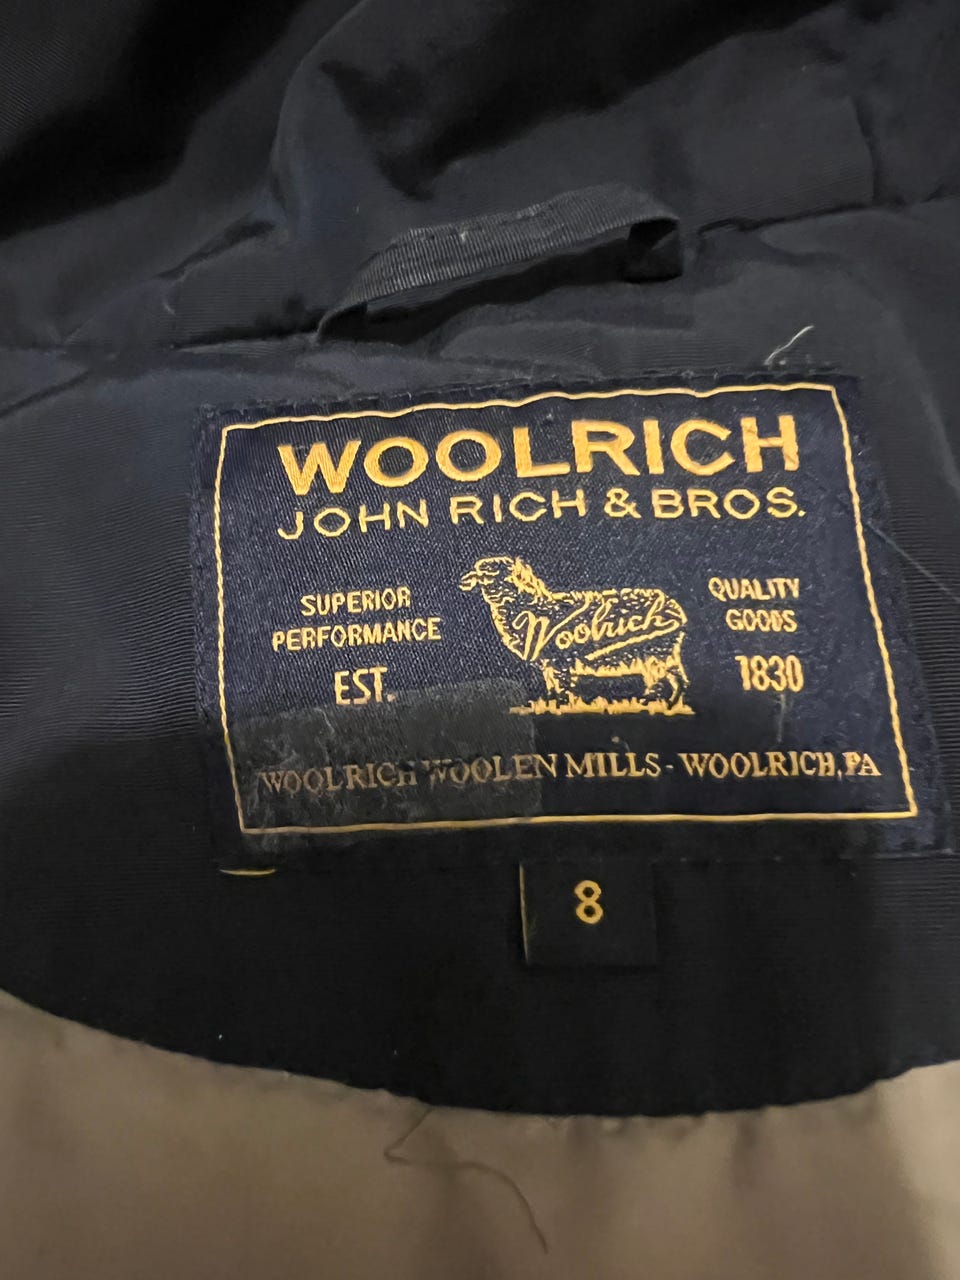 WOOLRICH
JOHN RICH & BROS.
SUPERIOR
PERFORMANCE
EST.
Woolrich
QUALITY
GOODS
1830
WOOLRICH WOOLEN MILLS - WOOLRICH, PA
8